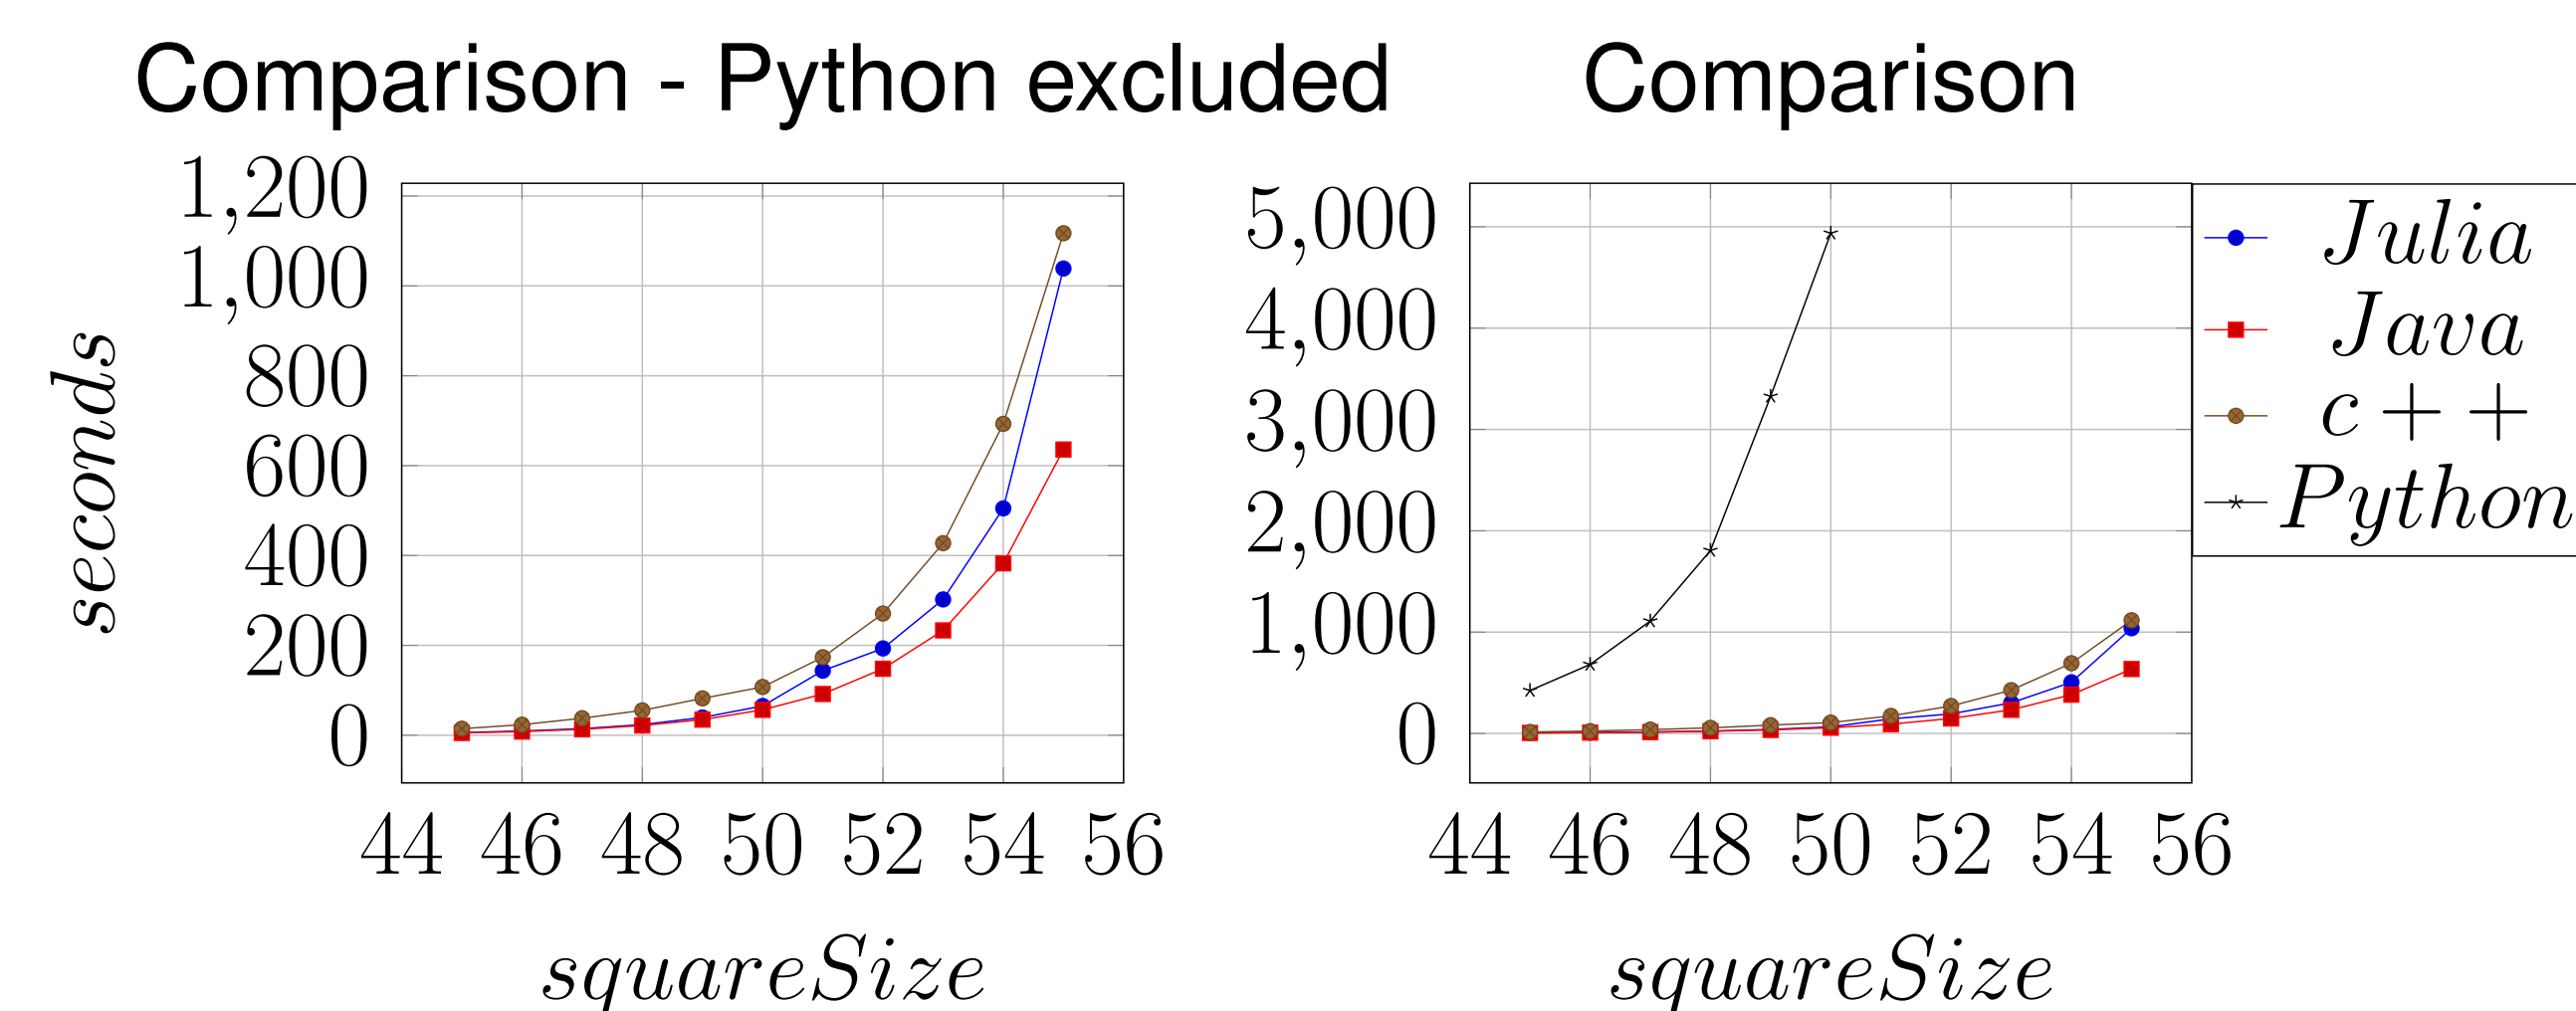 Comparison - Python excluded
seconds
1,200
1,000
800
600
400
200
0
44 46 48 50 52 54 56
squareSize
Comparison
5,000
4,000
3,000
2,000
1,000
0
44 46 48 50 52 54 56
squareSize
Julia
Java
c++
Python